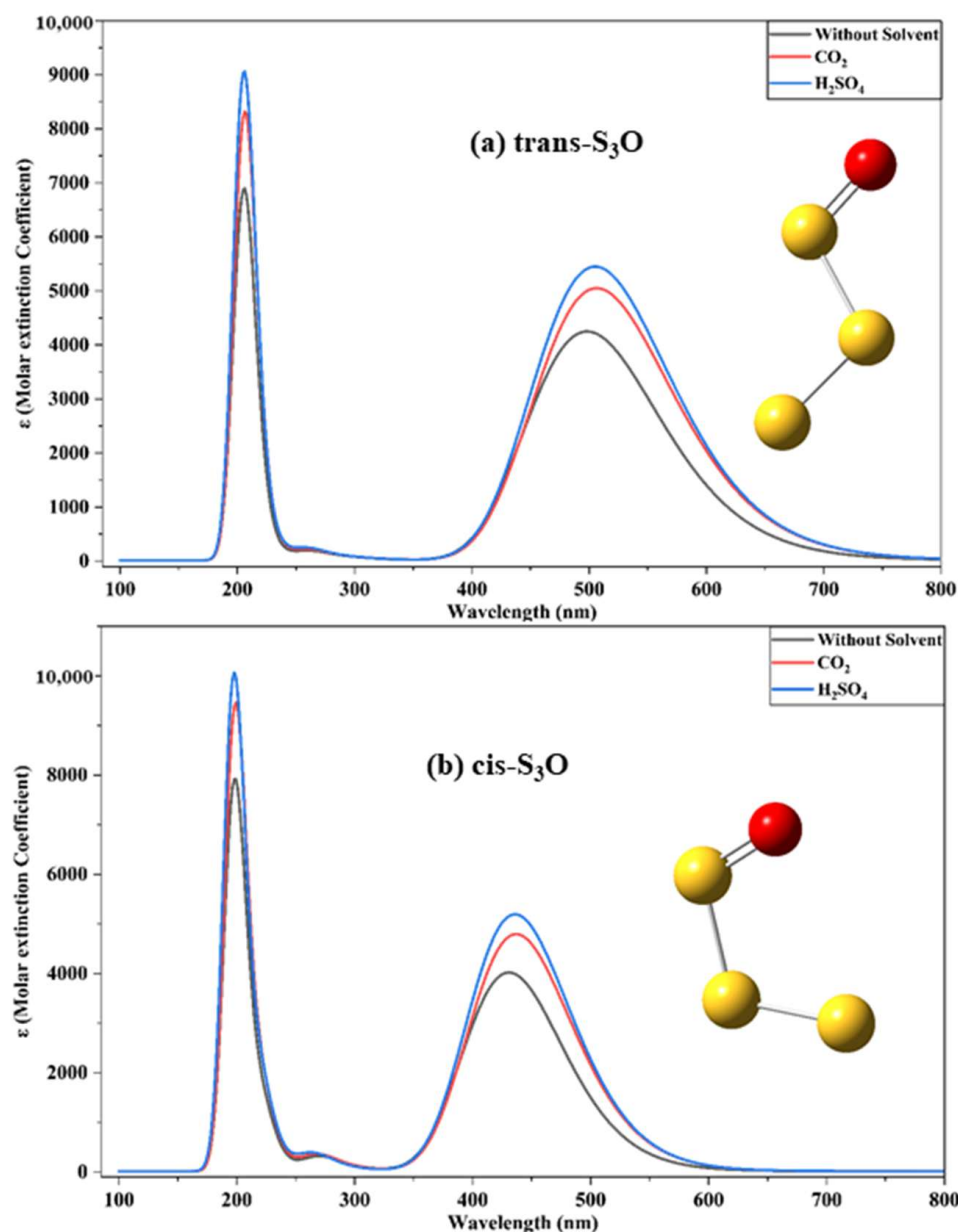 10,000
9000
8000
7000
6000
5000
4000
3000
2000
1000
0
ε (Molar extinction Coefficient)
Without Solvent
CO₂
H₂SO₄
(a) trans-S₃O
100 200 300 400 500 600 700 800
Wavelength (nm)
10,000
8000
6000
4000
2000
0
ε (Molar extinction Coefficient)
Without Solvent
CO₂
H₂SO₄
(b) cis-S₃O
100 200 300 400 500 600 700 800
Wavelength (nm)